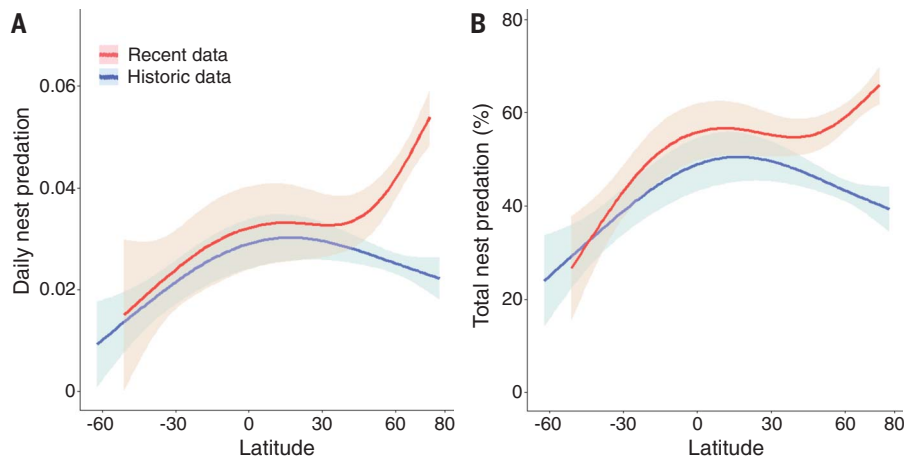 A
Recent data
Historic data
Daily nest predation
0.06
0.04
0.02
0
-60 -30 0 30 60 80
Latitude
B
Total nest predation (%)
80
60
40
20
0
-60 -30 0 30 60 80
Latitude